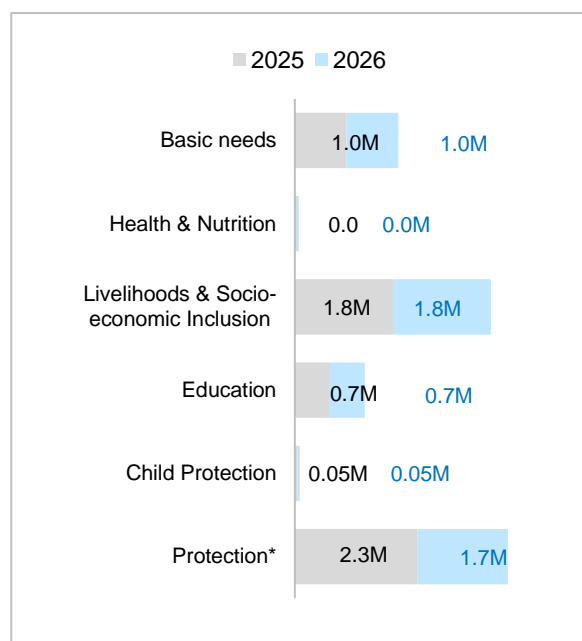 2025 2026
Basic needs 1.0M 1.0M
Health & Nutrition 0.0 0.0M
Livelihoods & Socio-
economic Inclusion 1.8M 1.8M
Education 0.7M 0.7M
Child Protection 0.05M 0.05M
Protection* 2.3M 1.7M